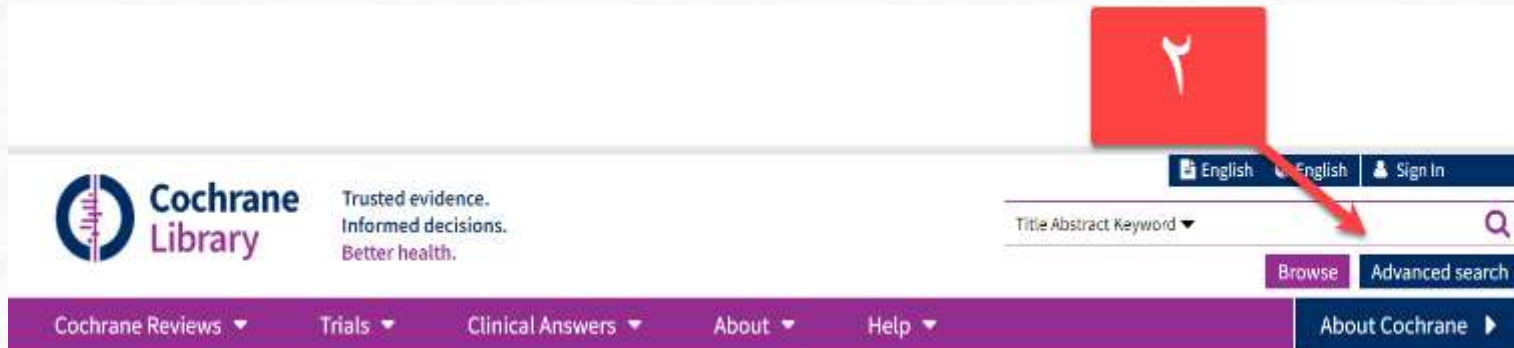 ٢
English English Sign In
Cochrane
Library
Trusted evidence.
Informed decisions.
Better health.
Title Abstract Keyword
Browse Advanced search
Cochrane Reviews Trials Clinical Answers About Help About Cochrane